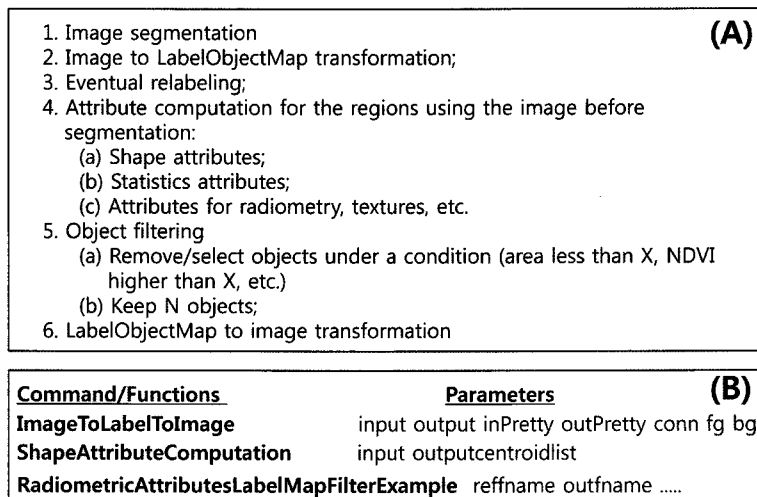 (A)
1. Image segmentation
2. Image to LabelObjectMap transformation;
3. Eventual relabeling;
4. Attribute computation for the regions using the image before
segmentation:
(a) Shape attributes;
(b) Statistics attributes;
(c) Attributes for radiometry, textures, etc.
5. Object filtering
(a) Remove/select objects under a condition (area less than X, NDVI
higher than X, etc.)
(b) Keep N objects;
6. LabelObjectMap to image transformation
(B)
Command/Functions Parameters
ImageToLabelToImage input output inPretty outPretty conn fg bg
ShapeAttributeComputation input outputcentroidlist
RadiometricAttributesLabelMapFilterExample reffname outfname .....